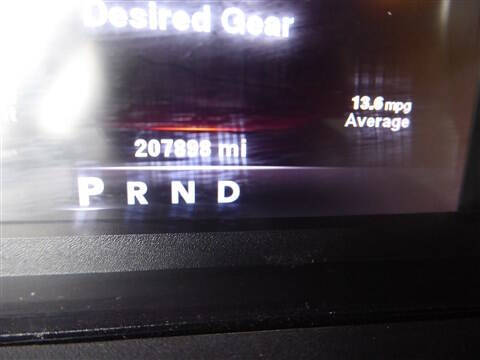 Desired Gear
13.6 mpg
Average
207898 mi
P R N D